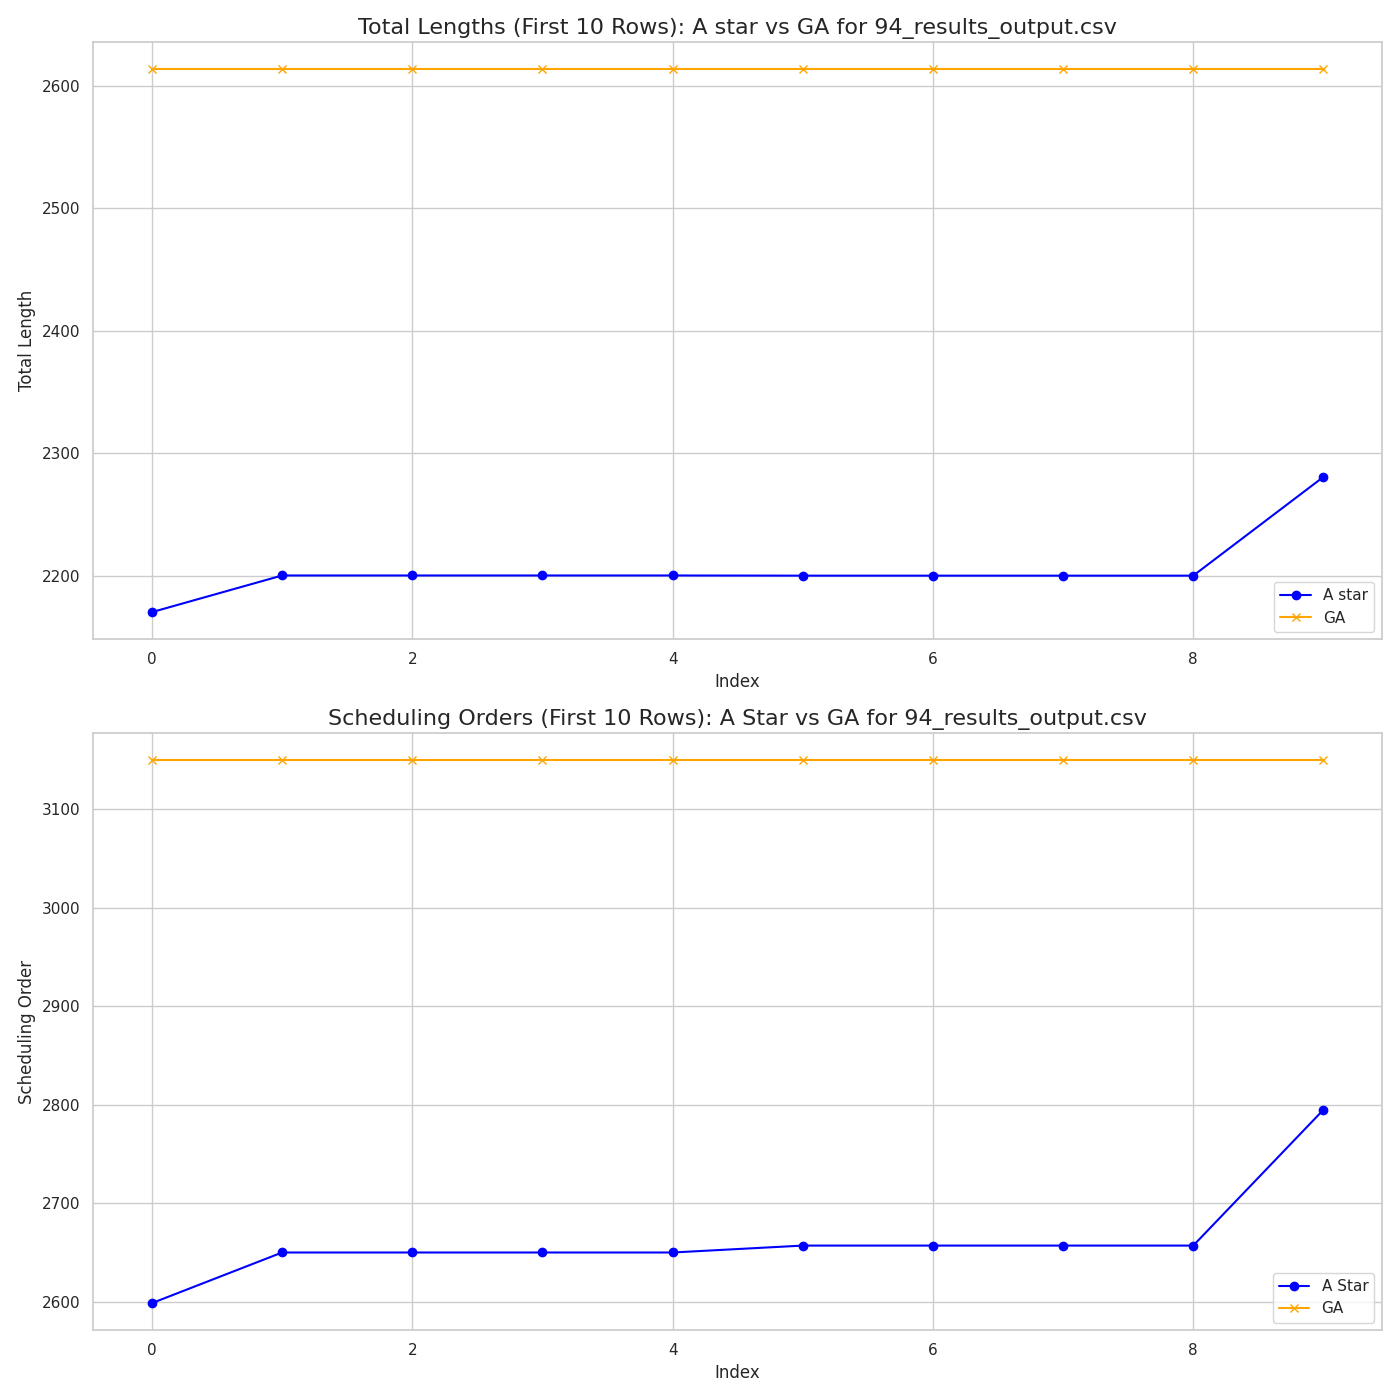 Total Lengths (First 10 Rows): A star vs GA for 94_results_output.csv
2600
2500
2400
2300
2200
Total Length
A star
GA
0 2 4 6 8
Index
Scheduling Orders (First 10 Rows): A Star vs GA for 94_results_output.csv
3100
3000
2900
2800
2700
2600
Scheduling Order
A Star
GA
0 2 4 6 8
Index